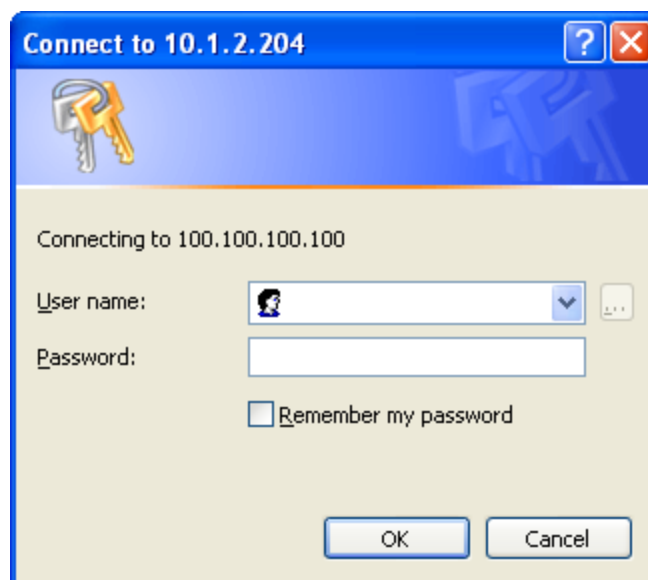 Connect to 10.1.2.204
Connecting to 100.100.100.100
User name:
...
Password:
Remember my password
OK Cancel